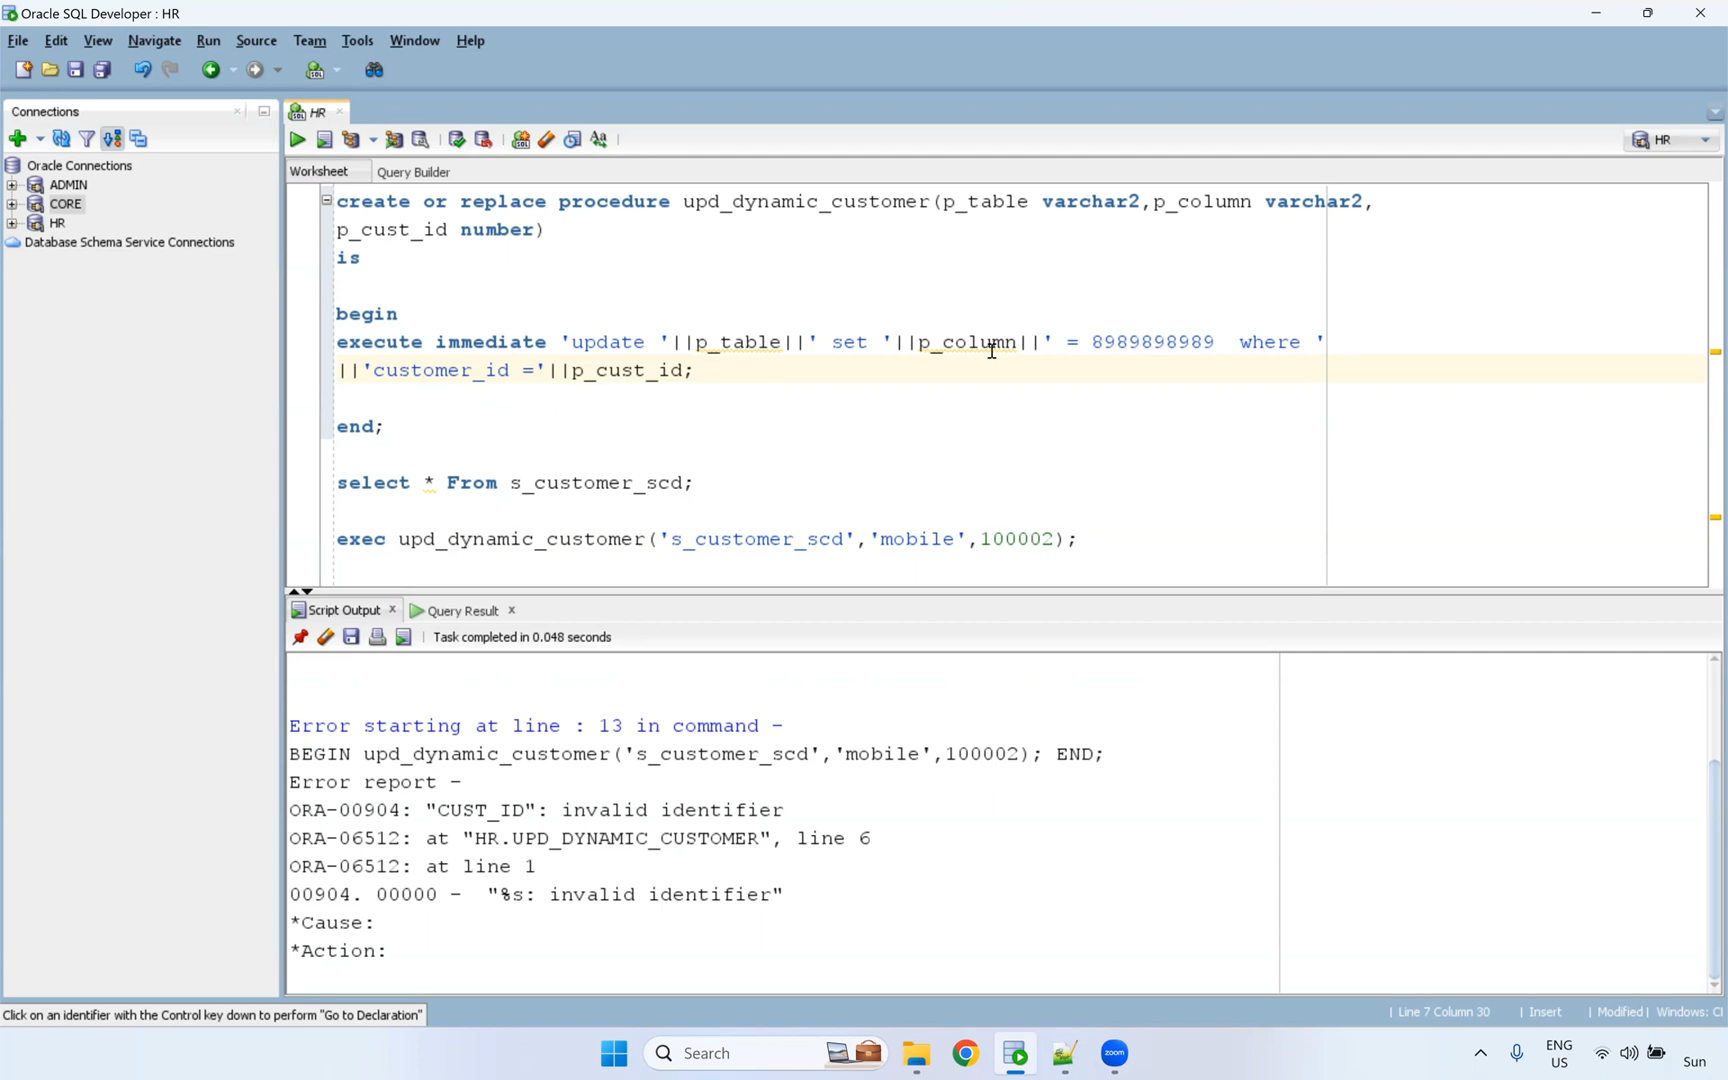 Oracle SQL Developer : HR
File Edit View Navigate Run Source Team Tools Window Help
Connections
HR
HR
Oracle Connections
ADMIN
CORE
HR
Database Schema Service Connections
Worksheet Query Builder
create or replace procedure upd_dynamic_customer(p_table varchar2,p_column varchar2,
p_cust_id number)
is
begin
execute immediate 'update '||p_table||' set '||p_column||' = 8989898989  where '
||'customer_id ='||p_cust_id;
end;
select * From s_customer_scd;
exec upd_dynamic_customer('s_customer_scd','mobile',100002);
Script Output Query Result
Task completed in 0.048 seconds
Error starting at line : 13 in command -
BEGIN upd_dynamic_customer('s_customer_scd','mobile',100002); END;
Error report -
ORA-00904: "CUST_ID": invalid identifier
ORA-06512: at "HR.UPD_DYNAMIC_CUSTOMER", line 6
ORA-06512: at line 1
00904. 00000 -  "%s: invalid identifier"
*Cause:
*Action:
Click on an identifier with the Control key down to perform "Go to Declaration"
| Line 7 Column 30 | Insert | Modified | Windows: CI
Search
zoom
ENG
US
Sun